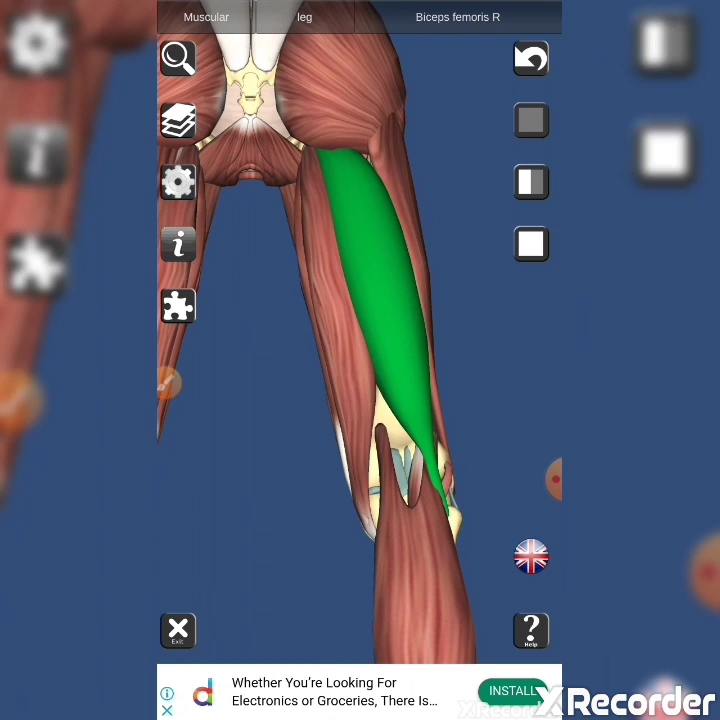 Muscular leg Biceps femoris R
i
Exit
?
Help
Whether You're Looking For
Electronics or Groceries, There Is...
INSTALL
XRecorder